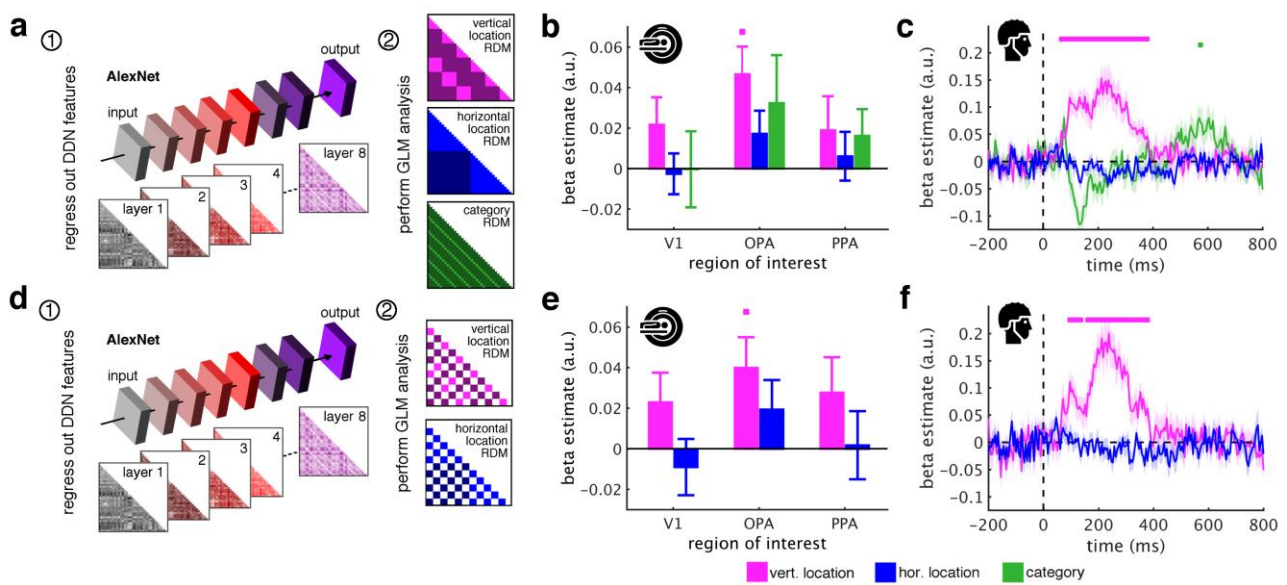 a
①
regress out DDN features
AlexNet
input
output
layer 1
2
3
4
layer 8
②
perform GLM analysis
vertical
location
RDM
horizontal
location
RDM
category
RDM
b
beta estimate (a.u.)
0.06
0.04
0.02
0
-0.02
V1
OPA
PPA
region of interest
c
beta estimate (a.u.)
0.2
0.15
0.1
0.05
0
-0.05
-0.1
-200
0
200
400
600
800
time (ms)
d
①
regress out DDN features
AlexNet
input
output
layer 1
2
3
4
layer 8
②
perform GLM analysis
vertical
location
RDM
horizontal
location
RDM
e
beta estimate (a.u.)
0.06
0.04
0.02
0
-0.02
V1
OPA
PPA
region of interest
f
beta estimate (a.u.)
0.2
0.15
0.1
0.05
0
-0.05
-0.1
-200
0
200
400
600
800
time (ms)
vert. location
hor. location
category